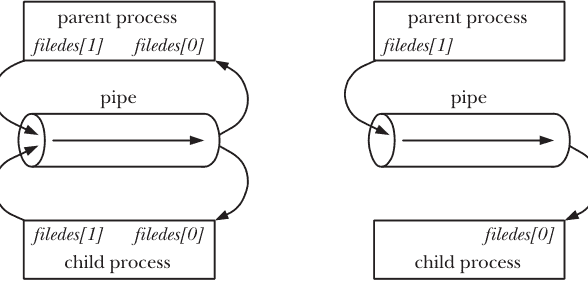 parent process
filedes[1] filedes[0]
pipe
filedes[1] filedes[0]
child process
parent process
filedes[1]
pipe
filedes[0]
child process